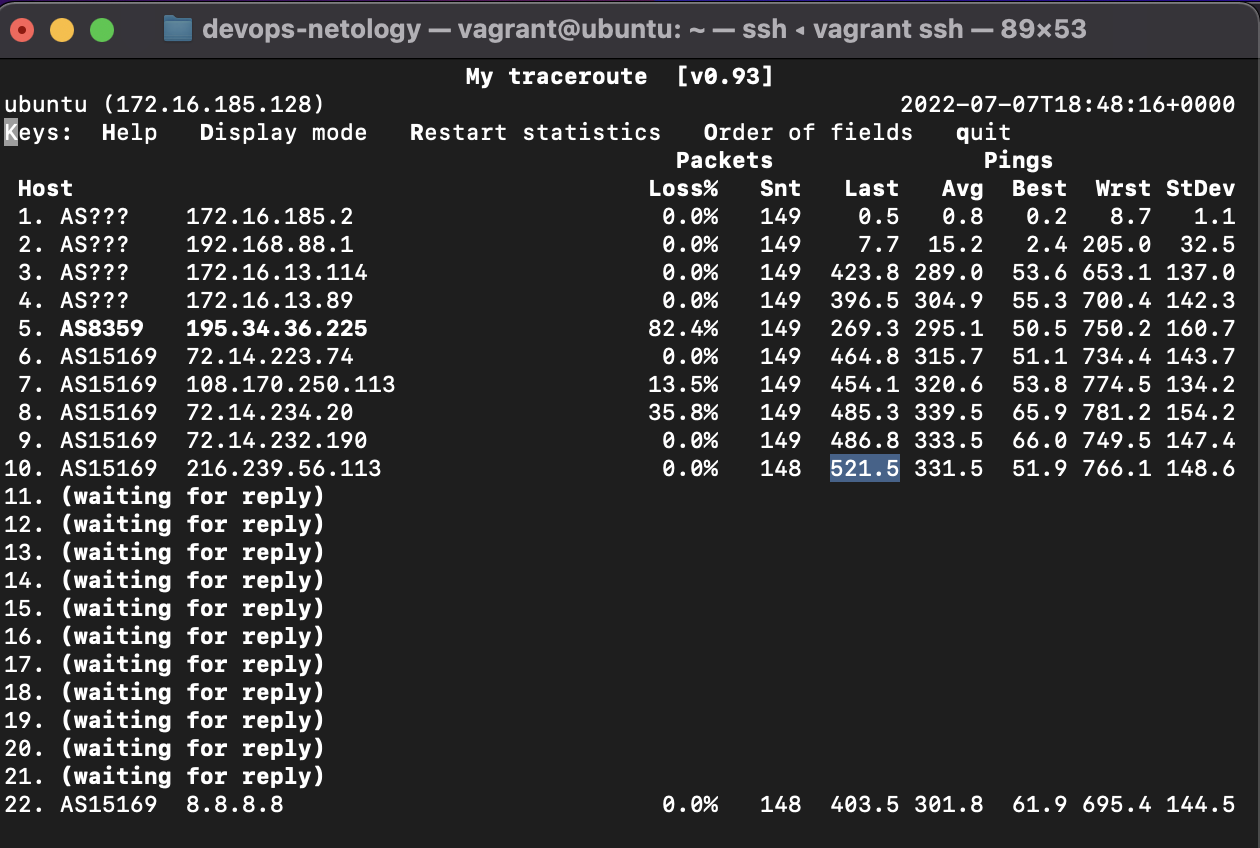 devops-netology — vagrant@ubuntu: ~ — ssh ◂ vagrant ssh — 89×53
My traceroute  [v0.93]
ubuntu (172.16.185.128)                                         2022-07-07T18:48:16+0000
Keys:  Help   Display mode   Restart statistics   Order of fields   quit
Packets               Pings
Host                                         Loss%   Snt   Last   Avg  Best  Wrst StDev
1. AS???    172.16.185.2                      0.0%   149    0.5   0.8   0.2   8.7   1.1
2. AS???    192.168.88.1                      0.0%   149    7.7  15.2   2.4 205.0  32.5
3. AS???    172.16.13.114                     0.0%   149  423.8 289.0  53.6 653.1 137.0
4. AS???    172.16.13.89                      0.0%   149  396.5 304.9  55.3 700.4 142.3
5. AS8359   195.34.36.225                    82.4%   149  269.3 295.1  50.5 750.2 160.7
6. AS15169  72.14.223.74                      0.0%   149  464.8 315.7  51.1 734.4 143.7
7. AS15169  108.170.250.113                  13.5%   149  454.1 320.6  53.8 774.5 134.2
8. AS15169  72.14.234.20                     35.8%   149  485.3 339.5  65.9 781.2 154.2
9. AS15169  72.14.232.190                     0.0%   149  486.8 333.5  66.0 749.5 147.4
10. AS15169  216.239.56.113                    0.0%   148  521.5 331.5  51.9 766.1 148.6
11. (waiting for reply)
12. (waiting for reply)
13. (waiting for reply)
14. (waiting for reply)
15. (waiting for reply)
16. (waiting for reply)
17. (waiting for reply)
18. (waiting for reply)
19. (waiting for reply)
20. (waiting for reply)
21. (waiting for reply)
22. AS15169  8.8.8.8                           0.0%   148  403.5 301.8  61.9 695.4 144.5